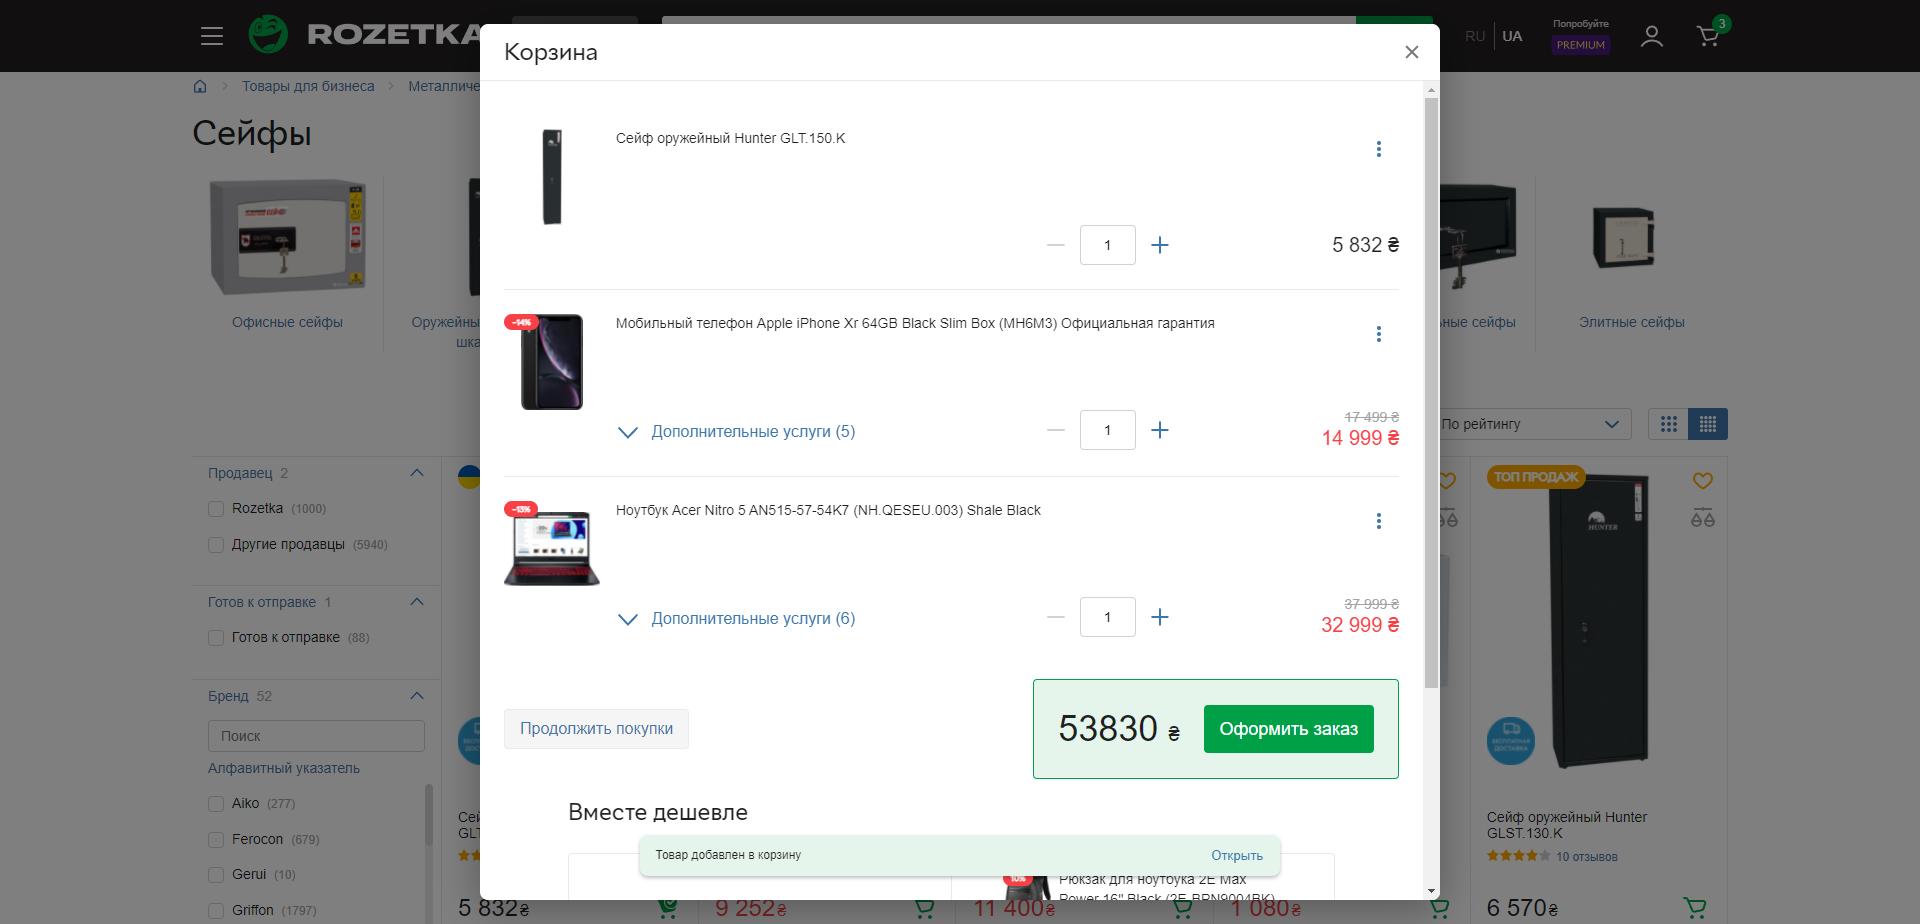 ROZETKA
RU
UA
Попробуйте
PREMIUM
3
Товары для бизнеса
Металличе
Сейфы
Офисные сейфы
Оружейны
шка
ьные сейфы
Элитные сейфы
Корзина
Сейф оружейный Hunter GLT.150.K
1
5 832 ₴
-14%
Мобильный телефон Apple iPhone Xr 64GB Black Slim Box (MH6M3) Официальная гарантия
Дополнительные услуги (5)
1
17 499 ₴
14 999 ₴
-13%
Ноутбук Acer Nitro 5 AN515-57-54K7 (NH.QESEU.003) Shale Black
Дополнительные услуги (6)
1
37 999 ₴
32 999 ₴
Продолжить покупки
53830 ₴
Оформить заказ
Вместе дешевле
Товар добавлен в корзину
Открыть
10%
Рюкзак для ноутбука 2E Max
Power 16" Black (2E-BPN9004BK)
По рейтингу
Продавец 2
Rozetka (1000)
Другие продавцы (5940)
Готов к отправке 1
Готов к отправке (88)
Бренд 52
Поиск
Алфавитный указатель
Aiko (277)
Ferocon (679)
Gerui (10)
Griffon (1797)
Сей
GLT
5 832₴
9 252₴
11 400₴
1 080₴
ТОП ПРОДАЖ
HUNTER
БЕСПЛАТНАЯ
ДОСТАВКА
Сейф оружейный Hunter
GLST.130.K
10 отзывов
6 570₴